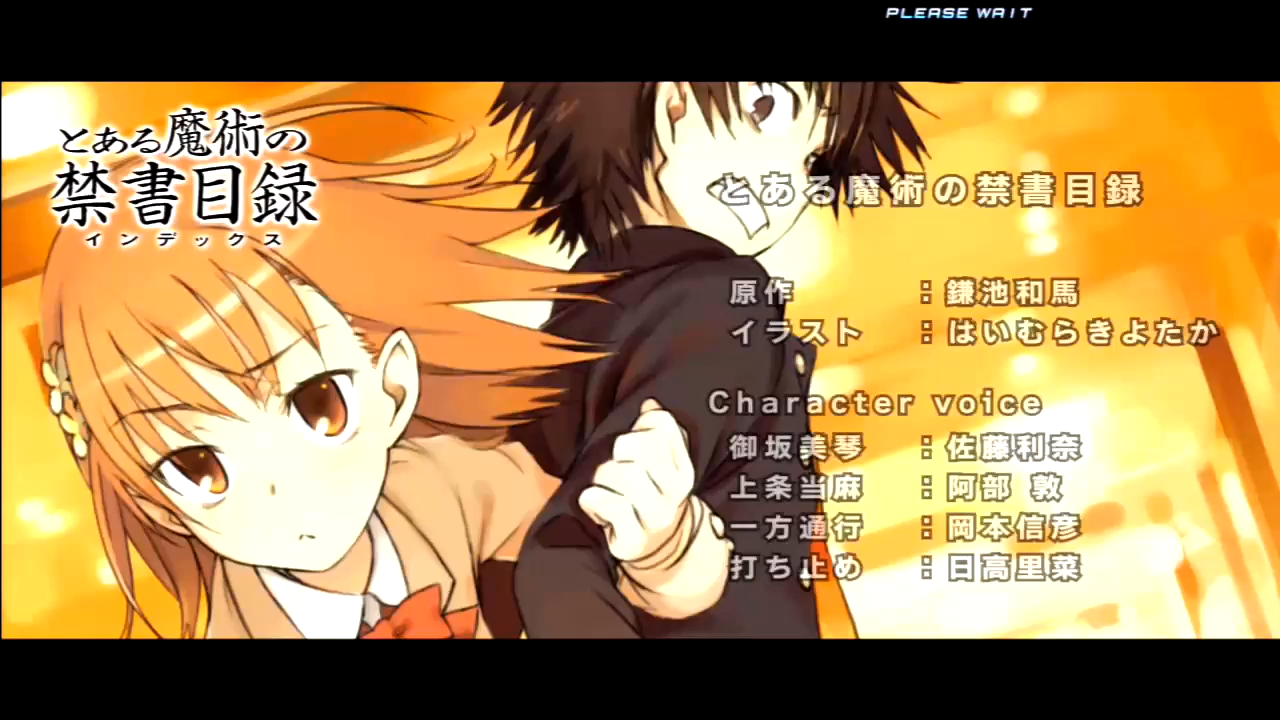 PLEASE WAIT
とある魔術の
禁書目録
インデックス
とある魔術の禁書目録
原作 : 鎌池和馬
イラスト : はいむらきよたか
Character voice
御坂美琴 : 佐藤利奈
上条当麻 : 阿部 敦
一方通行 : 岡本信彦
打ち止め : 日高里菜